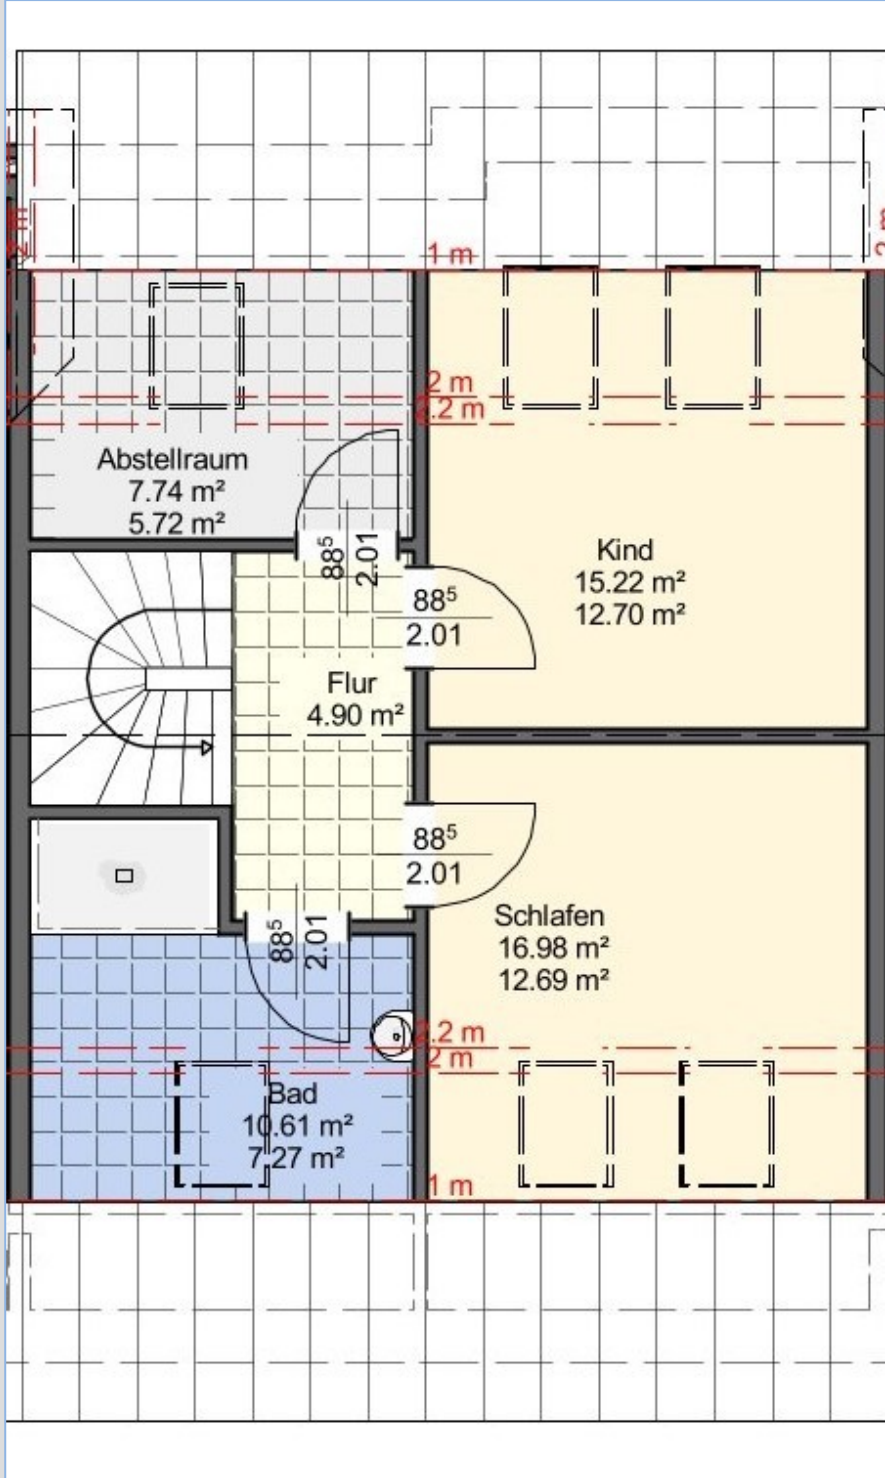 2 m
2 m
1 m
2 m
2.2 m
Abstellraum
7.74 m²
5.72 m²
88⁵
2.01
Kind
15.22 m²
12.70 m²
88⁵
2.01
Flur
4.90 m²
88⁵
2.01
Schlafen
16.98 m²
12.69 m²
88⁵
2.01
2.2 m
2 m
Bad
10.61 m²
7.27 m²
1 m